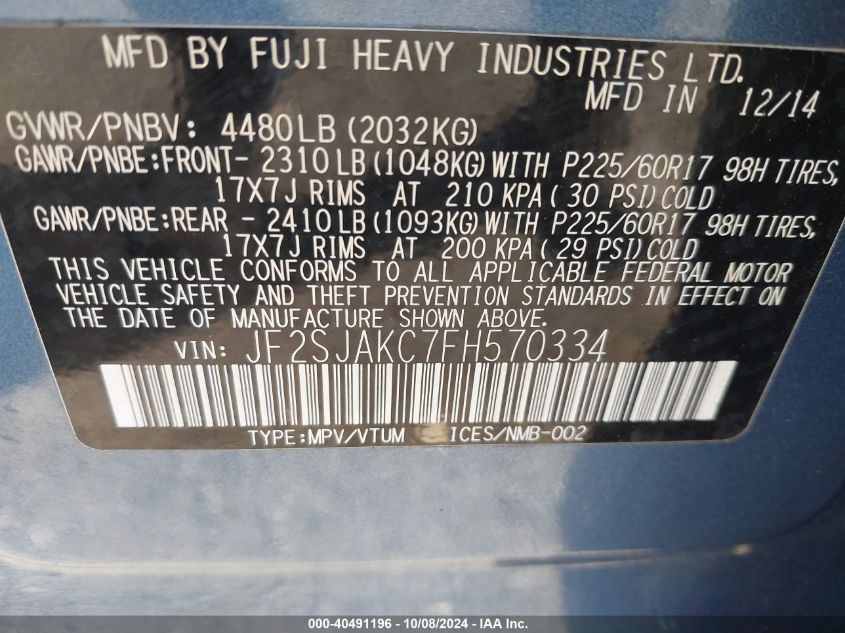 MFD BY FUJI HEAVY INDUSTRIES LTD.
MFD IN 12/14
GVWR/PNBV: 4480LB (2032KG)
GAWR/PNBE:FRONT- 2310LB(1048KG)WITH P225/60R17 98H TIRES,
17X7J RIMS AT 210 KPA ( 30 PSI)COLD
GAWR/PNBE:REAR - 2410LB(1093KG)WITH P225/60R17 98H TIRES,
17X7J RIMS AT 200 KPA ( 29 PSI)COLD
THIS VEHICLE CONFORMS TO ALL APPLICABLE FEDERAL MOTOR
VEHICLE SAFETY AND THEFT PREVENTION STANDARDS IN EFFECT ON
THE DATE OF MANUFACTURE SHOWN ABOVE.
VIN: JF2SJAKC7FH570334
TYPE:MPV/VTUM ICES/NMB-002
000-40491196 - 10/08/2024 - IAA Inc.